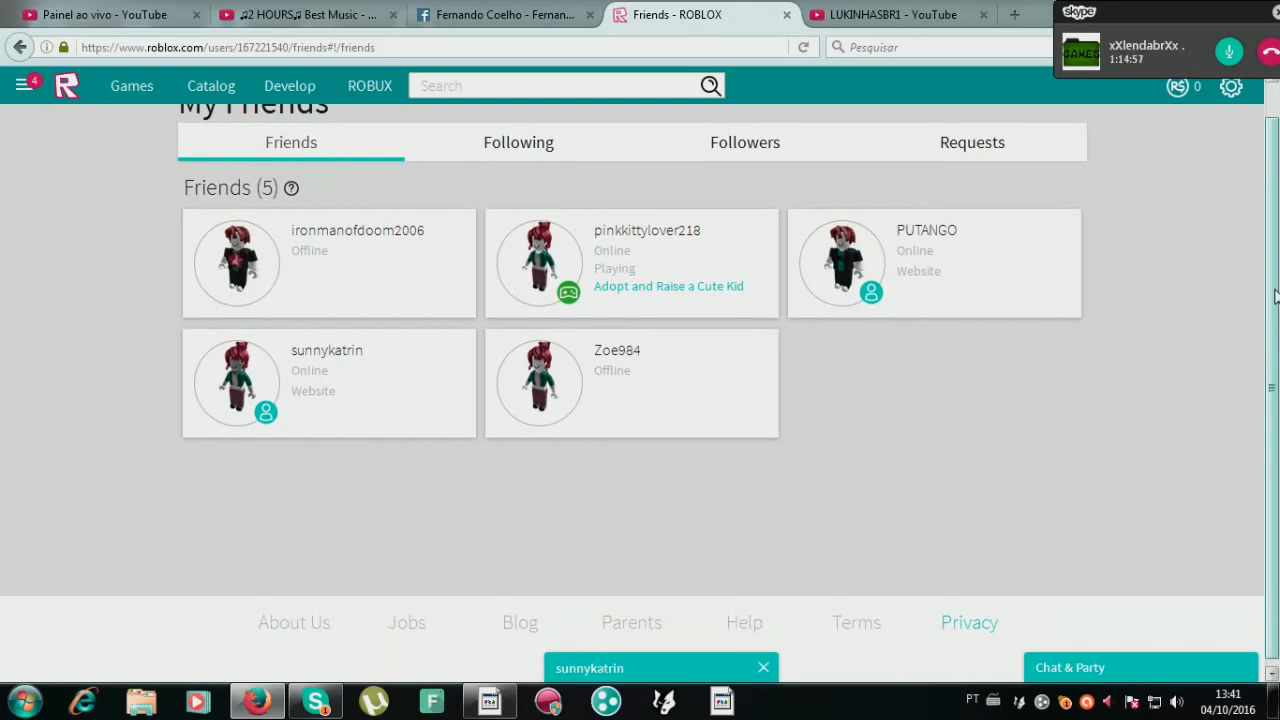 Painel ao vivo - YouTube
♫2 HOURS♫ Best Music - ...
Fernando Coelho - Fernan...
Friends - ROBLOX
LUKINHASBR1 - YouTube
skype
https://www.roblox.com/users/167221540/friends#!/friends
Pesquisar
GAMES
xXlendabrXx .
1:14:57
4
Games
Catalog
Develop
ROBUX
Search
R$ 0
My Friends
Friends
Following
Followers
Requests
Friends (5)
ironmanofdoom2006
Offline
pinkkittylover218
Online
Playing
Adopt and Raise a Cute Kid
PUTANGO
Online
Website
sunnykatrin
Online
Website
Zoe984
Offline
About Us
Jobs
Blog
Parents
Help
Terms
Privacy
sunnykatrin
Chat & Party
PT
13:41
04/10/2016